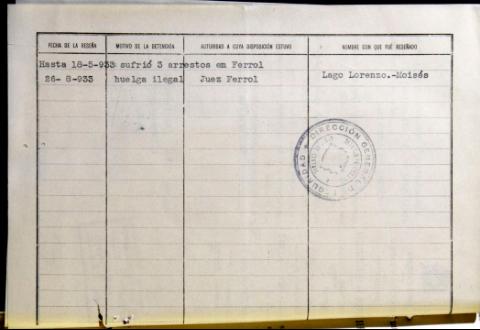 FECHA DE LA RESEÑA MOTIVO DE LA DETENCIÓN AUTORIDAD A CUYA DISPOSICIÓN ESTUVO NOMBRE CON QUE FUÉ RESEÑADO
Hasta 18-5-933 sufrió 3 arrestos em Ferrol
26- 8-933 huelga ilegal Juez Ferrol Lago Lorenzo.-Moisés
DIRECCIÓN GENERAL